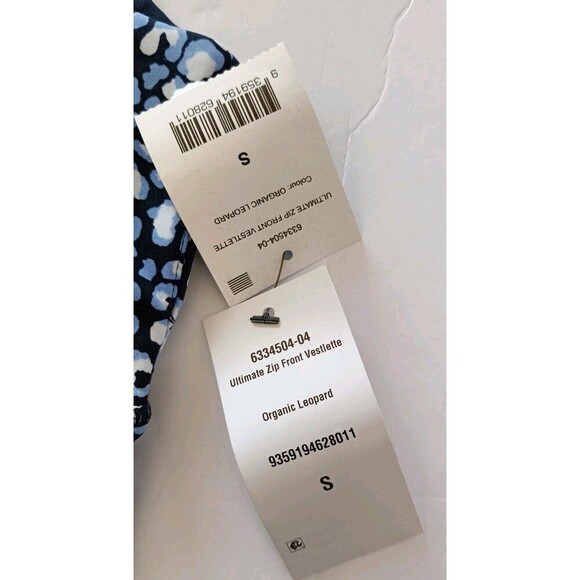 9 359194 628011
S
Colour: ORGANIC LEOPARD
ULTIMATE ZIP FRONT VESTLETTE
6334504-04
6334504-04
Ultimate Zip Front Vestlette
Organic Leopard
9359194628011
S